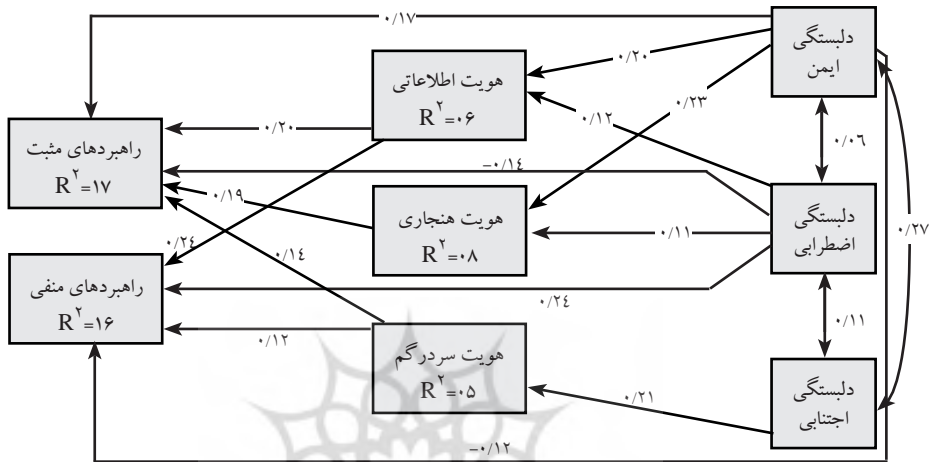 ۰/۱۷
دلبستگی
ایمن
هویت اطلاعاتی
R۲=۰۶
۰/۲۰
۰/۲۳
۰/۱۲
۰/۰۶
راهبردهای مثبت
R۲=۱۷
۰/۲۰
-۰/۱٤
۰/۱۹
دلبستگی
اضطرابی
هویت هنجاری
R۲=۰۸
۰/۱۱
۰/۲۷
۰/۲٤
۰/۱٤
راهبردهای منفی
R۲=۱۶
۰/۲٤
۰/۱۱
۰/۱۲
هویت سردرگم
R۲=۰۵
۰/۲۱
دلبستگی
اجتنابی
-۰/۱۲